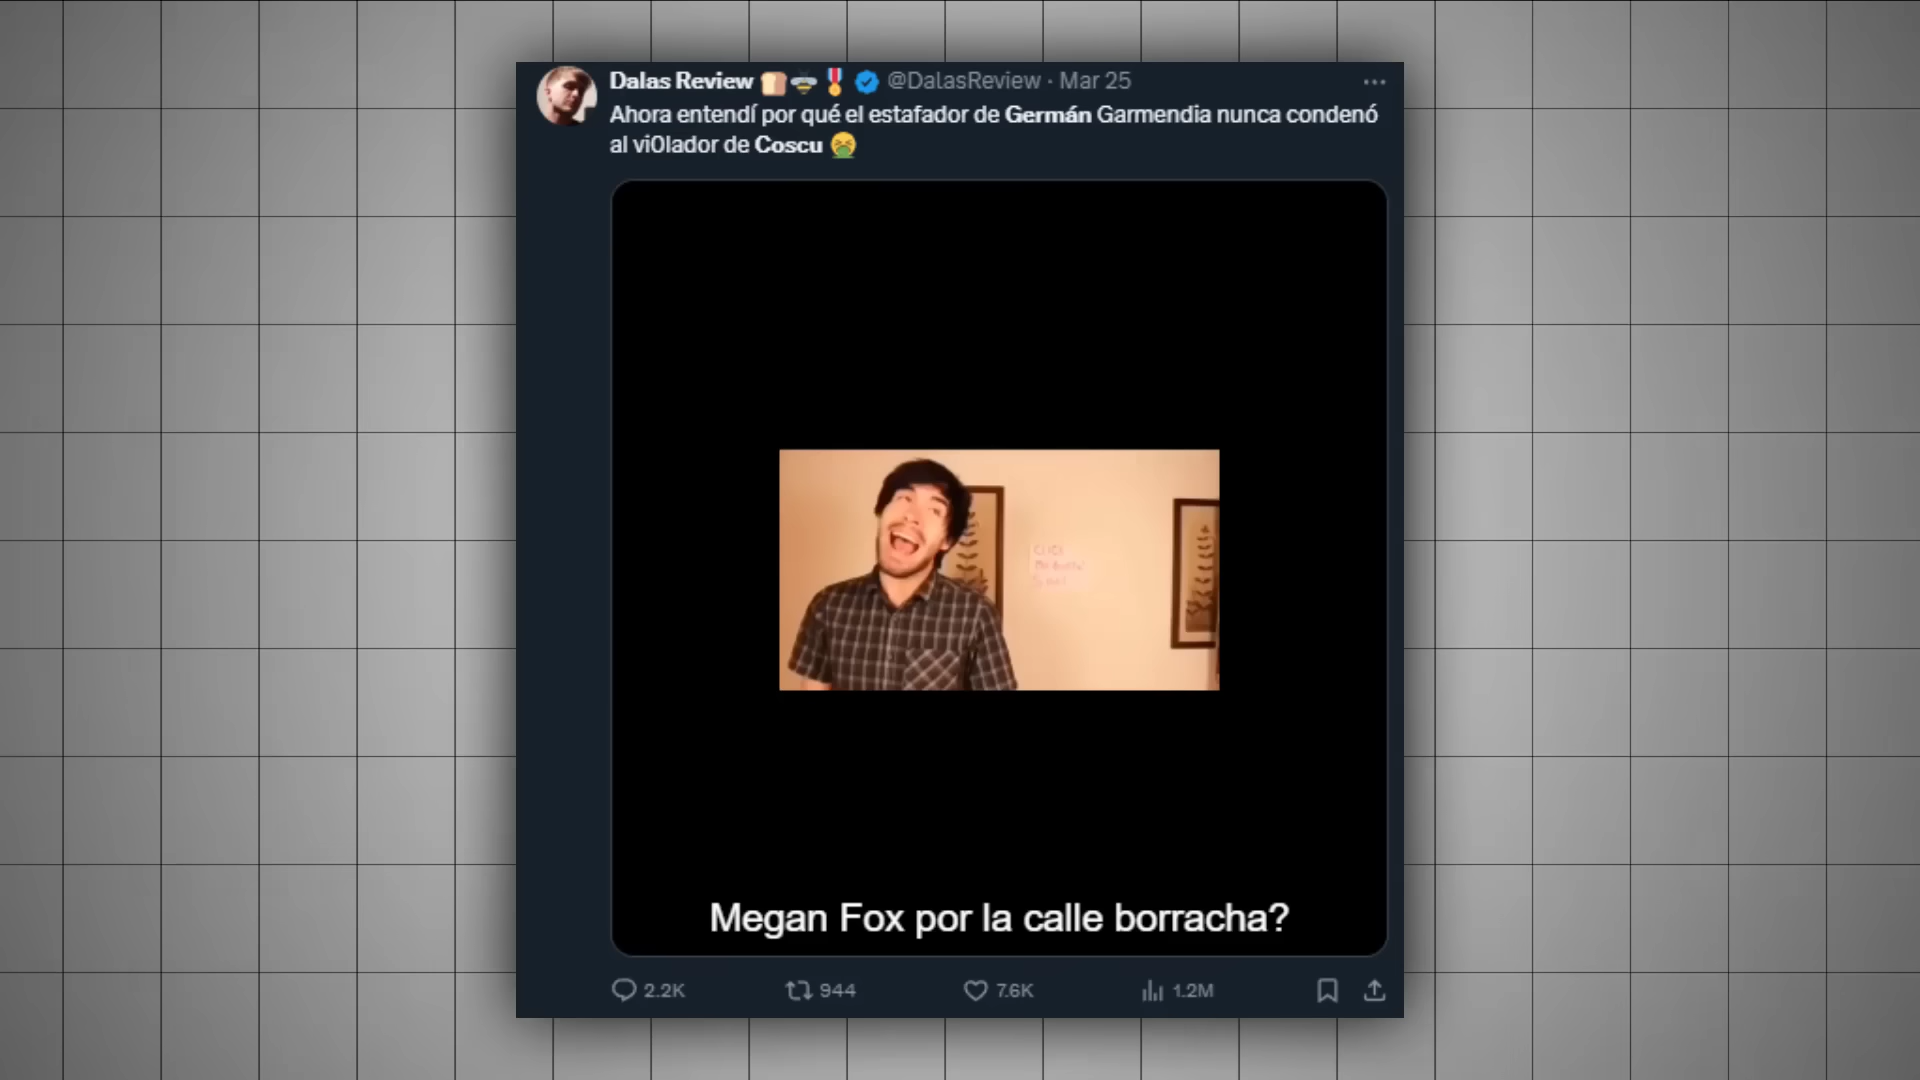 Dalas Review 🍞🐝🎖️ @DalasReview · Mar 25
Ahora entendí por qué el estafador de Germán Garmendia nunca condenó
al vi0lador de Coscu 🤮
Megan Fox por la calle borracha?
2.2K 944 7.6K 1.2M